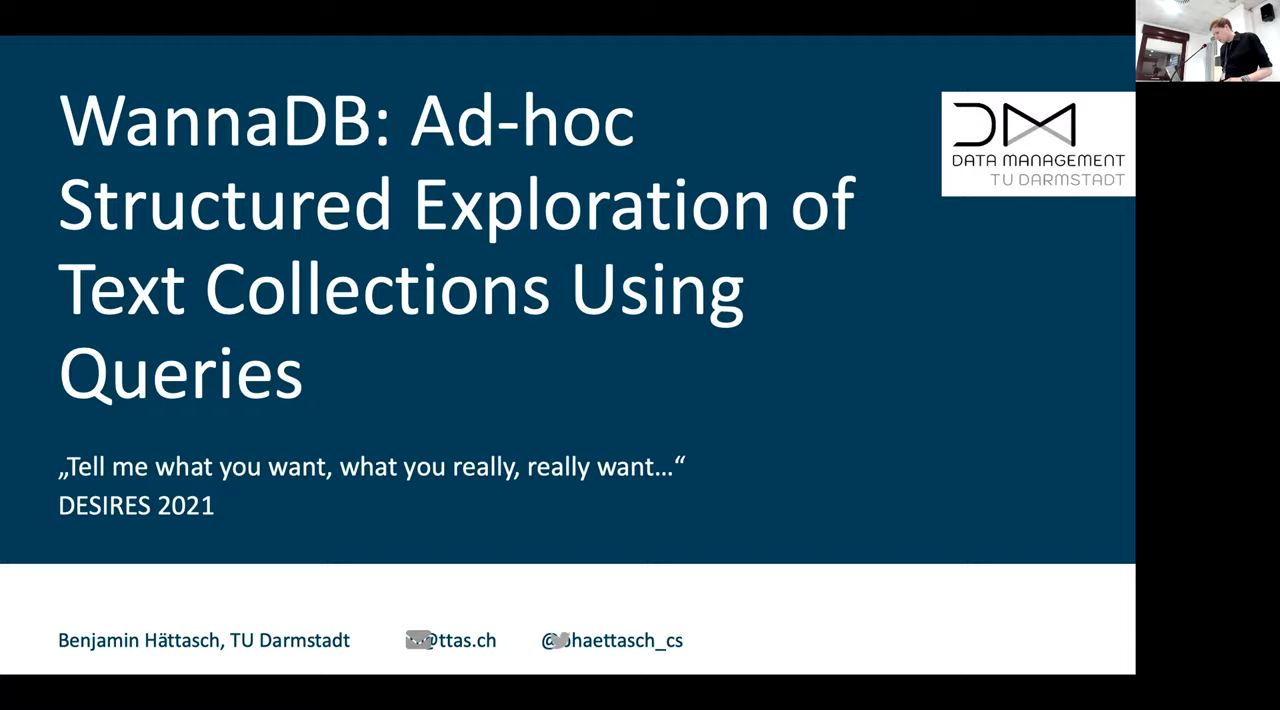 WannaDB: Ad-hoc
Structured Exploration of
Text Collections Using
Queries
DATA MANAGEMENT
TU DARMSTADT
„Tell me what you want, what you really, really want…“
DESIRES 2021
Benjamin Hättasch, TU Darmstadt @ttas.ch @bhaettasch_cs